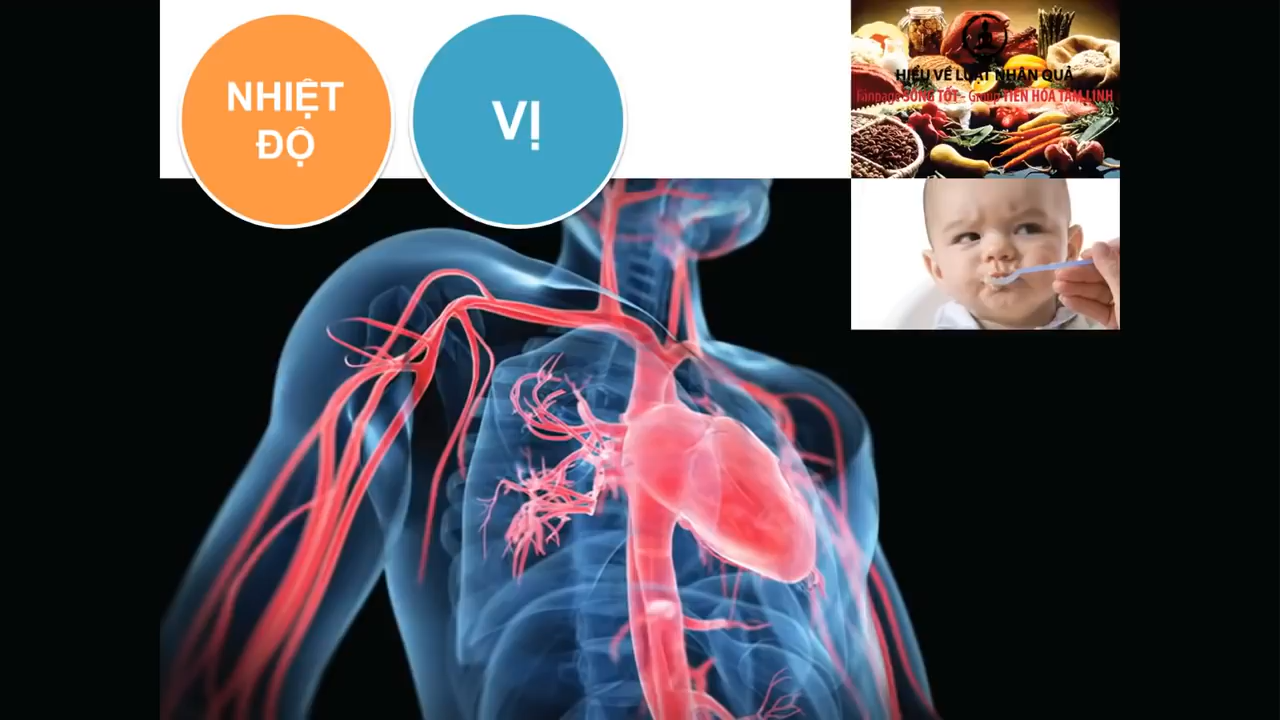 NHIỆT
ĐỘ
VỊ
HIỂU VỀ LUẬT NHÂN QUẢ
Fanpage SỐNG TỐT - Group TIẾN HÓA TÂM LINH